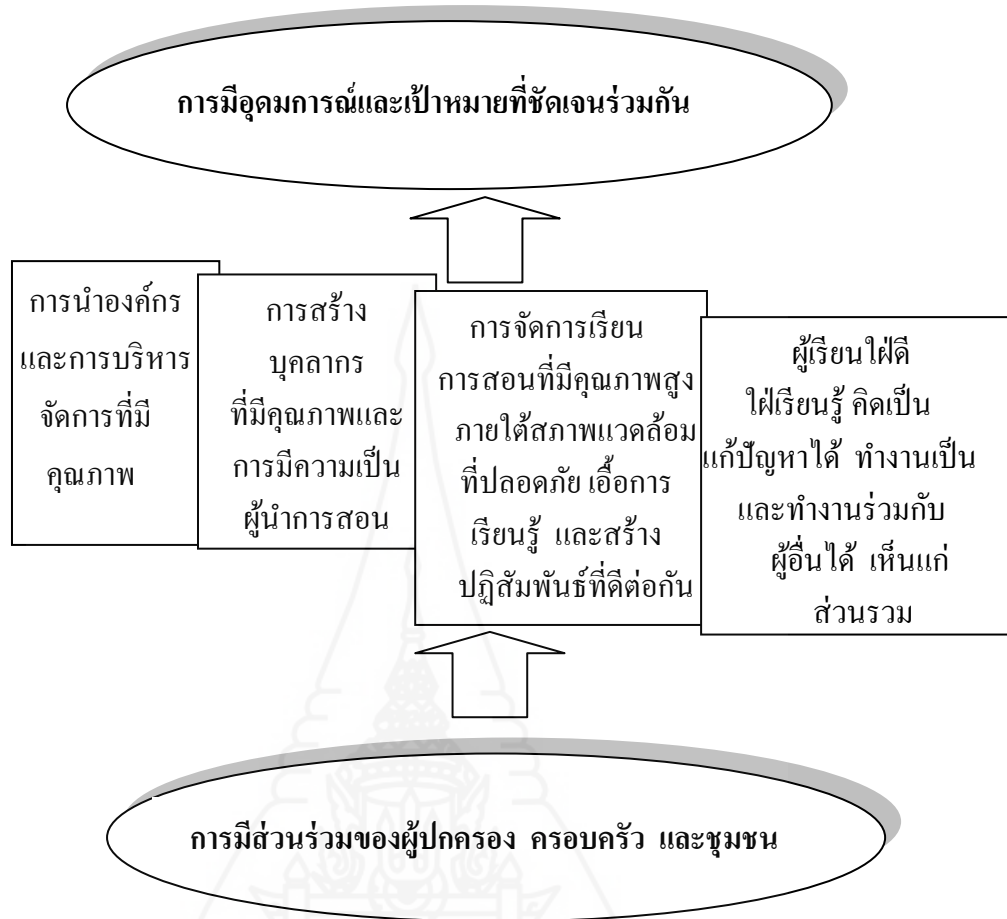 การมีอุดมการณ์และเป้าหมายที่ชัดเจนร่วมกัน
การนำองค์กร
และการบริหาร
จัดการที่มี
คุณภาพ
การสร้าง
บุคลากร
ที่มีคุณภาพและ
การมีความเป็น
ผู้นำการสอน
การจัดการเรียน
การสอนที่มีคุณภาพสูง
ภายใต้สภาพแวดล้อม
ที่ปลอดภัย เอื้อการ
เรียนรู้ และสร้าง
ปฏิสัมพันธ์ที่ดีต่อกัน
ผู้เรียนใฝ่ดี
ใฝ่เรียนรู้ คิดเป็น
แก้ปัญหาได้ ทำงานเป็น
และทำงานร่วมกับ
ผู้อื่นได้ เห็นแก่
ส่วนรวม
การมีส่วนร่วมของผู้ปกครอง ครอบครัว และชุมชน